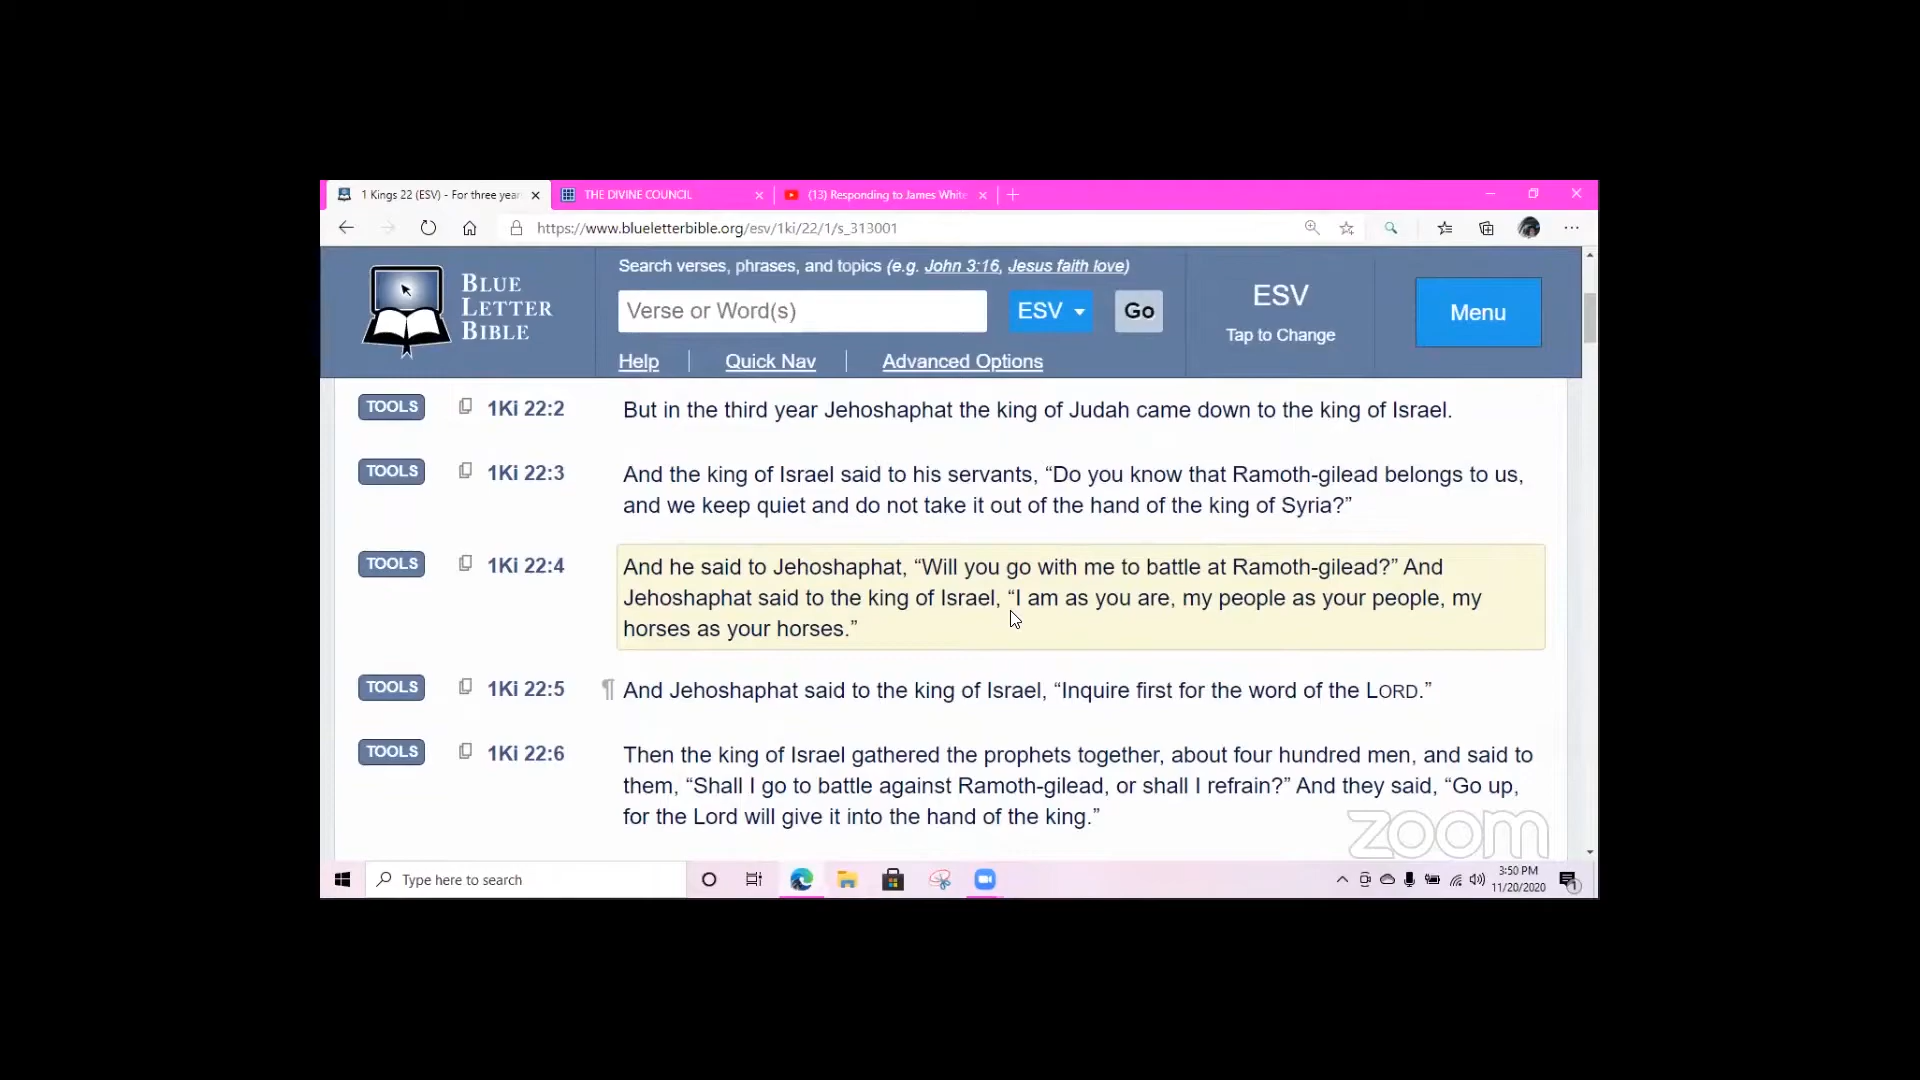 1 Kings 22 (ESV) - For three year
THE DIVINE COUNCIL
(13) Responding to James White
https://www.blueletterbible.org/esv/1ki/22/1/s_313001
BLUE
LETTER
BIBLE
Search verses, phrases, and topics (e.g. John 3:16, Jesus faith love)
Verse or Word(s)
ESV
Go
Help
Quick Nav
Advanced Options
ESV
Tap to Change
Menu
TOOLS 1Ki 22:2 But in the third year Jehoshaphat the king of Judah came down to the king of Israel.
TOOLS 1Ki 22:3 And the king of Israel said to his servants, “Do you know that Ramoth-gilead belongs to us,
and we keep quiet and do not take it out of the hand of the king of Syria?”
TOOLS 1Ki 22:4 And he said to Jehoshaphat, “Will you go with me to battle at Ramoth-gilead?” And
Jehoshaphat said to the king of Israel, “I am as you are, my people as your people, my
horses as your horses.”
TOOLS 1Ki 22:5 ¶ And Jehoshaphat said to the king of Israel, “Inquire first for the word of the LORD.”
TOOLS 1Ki 22:6 Then the king of Israel gathered the prophets together, about four hundred men, and said to
them, “Shall I go to battle against Ramoth-gilead, or shall I refrain?” And they said, “Go up,
for the Lord will give it into the hand of the king.”
zoom
Type here to search
3:50 PM
11/20/2020
1